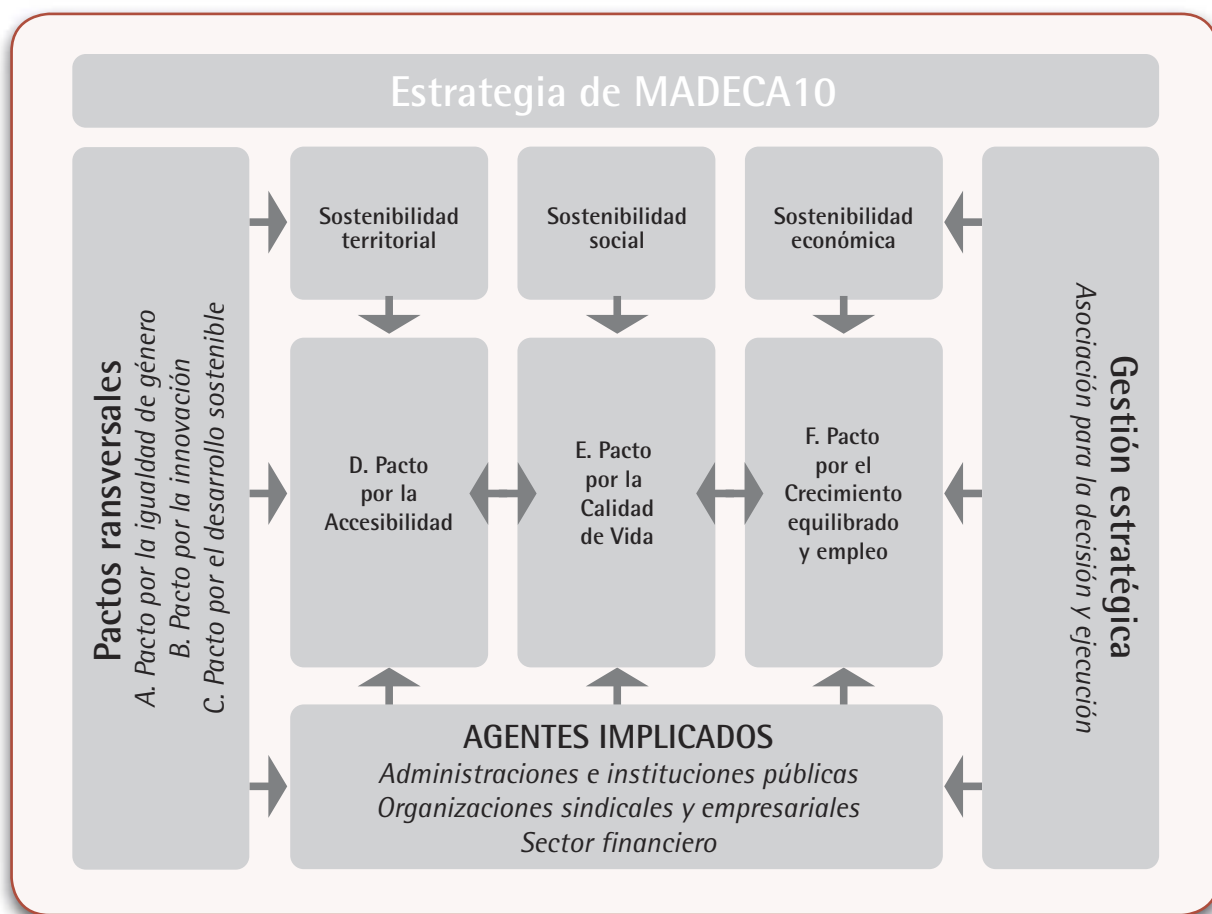 Estrategia de MADECA10
Pactos ransversales
A. Pacto por la igualdad de género
B. Pacto por la innovación
C. Pacto por el desarrollo sostenible
Sostenibilidad
territorial
Sostenibilidad
social
Sostenibilidad
económica
D. Pacto
por la
Accesibilidad
E. Pacto
por la
Calidad
de Vida
F. Pacto
por el
Crecimiento
equilibrado
y empleo
AGENTES IMPLICADOS
Administraciones e instituciones públicas
Organizaciones sindicales y empresariales
Sector financiero
Gestión estratégica
Asociación para la decisión y ejecución